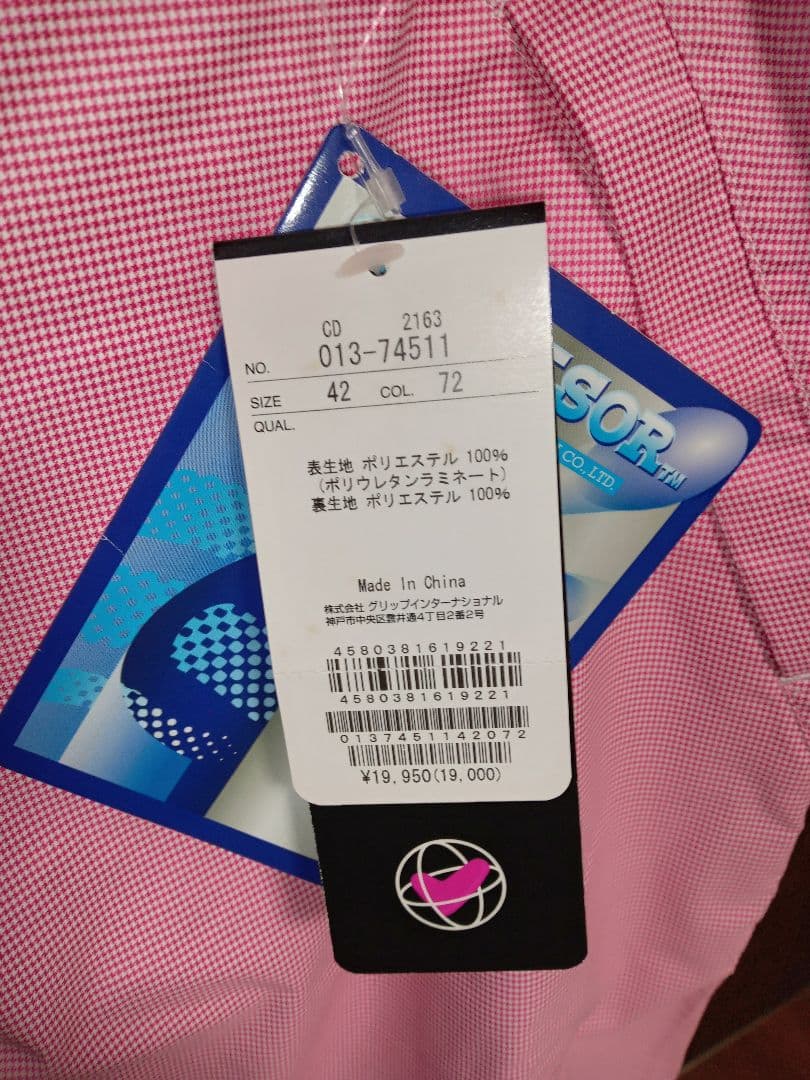 CD 2163
NO. 013-74511
SIZE 42 COL. 72
QUAL.
表生地 ポリエステル 100%
(ポリウレタンラミネート)
裏生地 ポリエステル 100%
Made In China
株式会社 グリップインターナショナル
神戸市中央区雲井通4丁目2番2号
4580381619221
4580381619221
0137451142072
¥19,950(19,000)
ESSOR™
CO.,LTD.